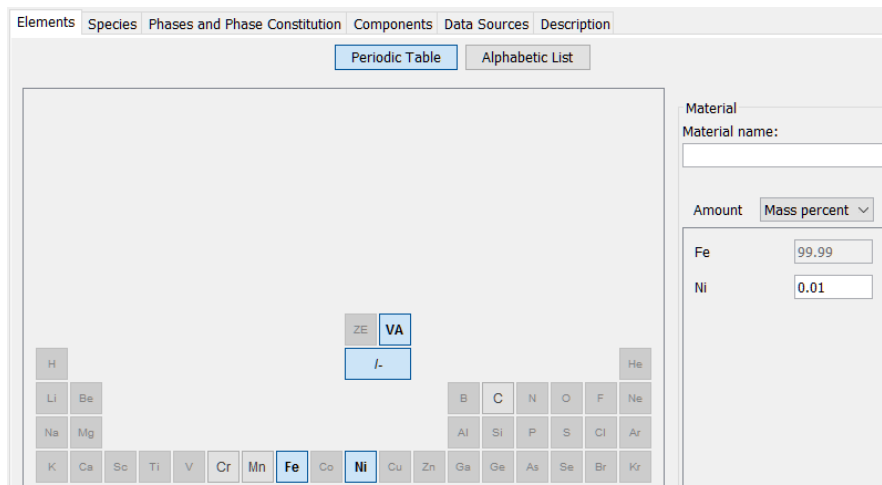 Elements Species Phases and Phase Constitution Components Data Sources Description
Periodic Table Alphabetic List
Material
Material name:
Amount Mass percent
Fe 99.99
Ni 0.01
ZE VA
/-
H He
Li Be B C N O F Ne
Na Mg Al Si P S Cl Ar
K Ca Sc Ti V Cr Mn Fe Co Ni Cu Zn Ga Ge As Se Br Kr